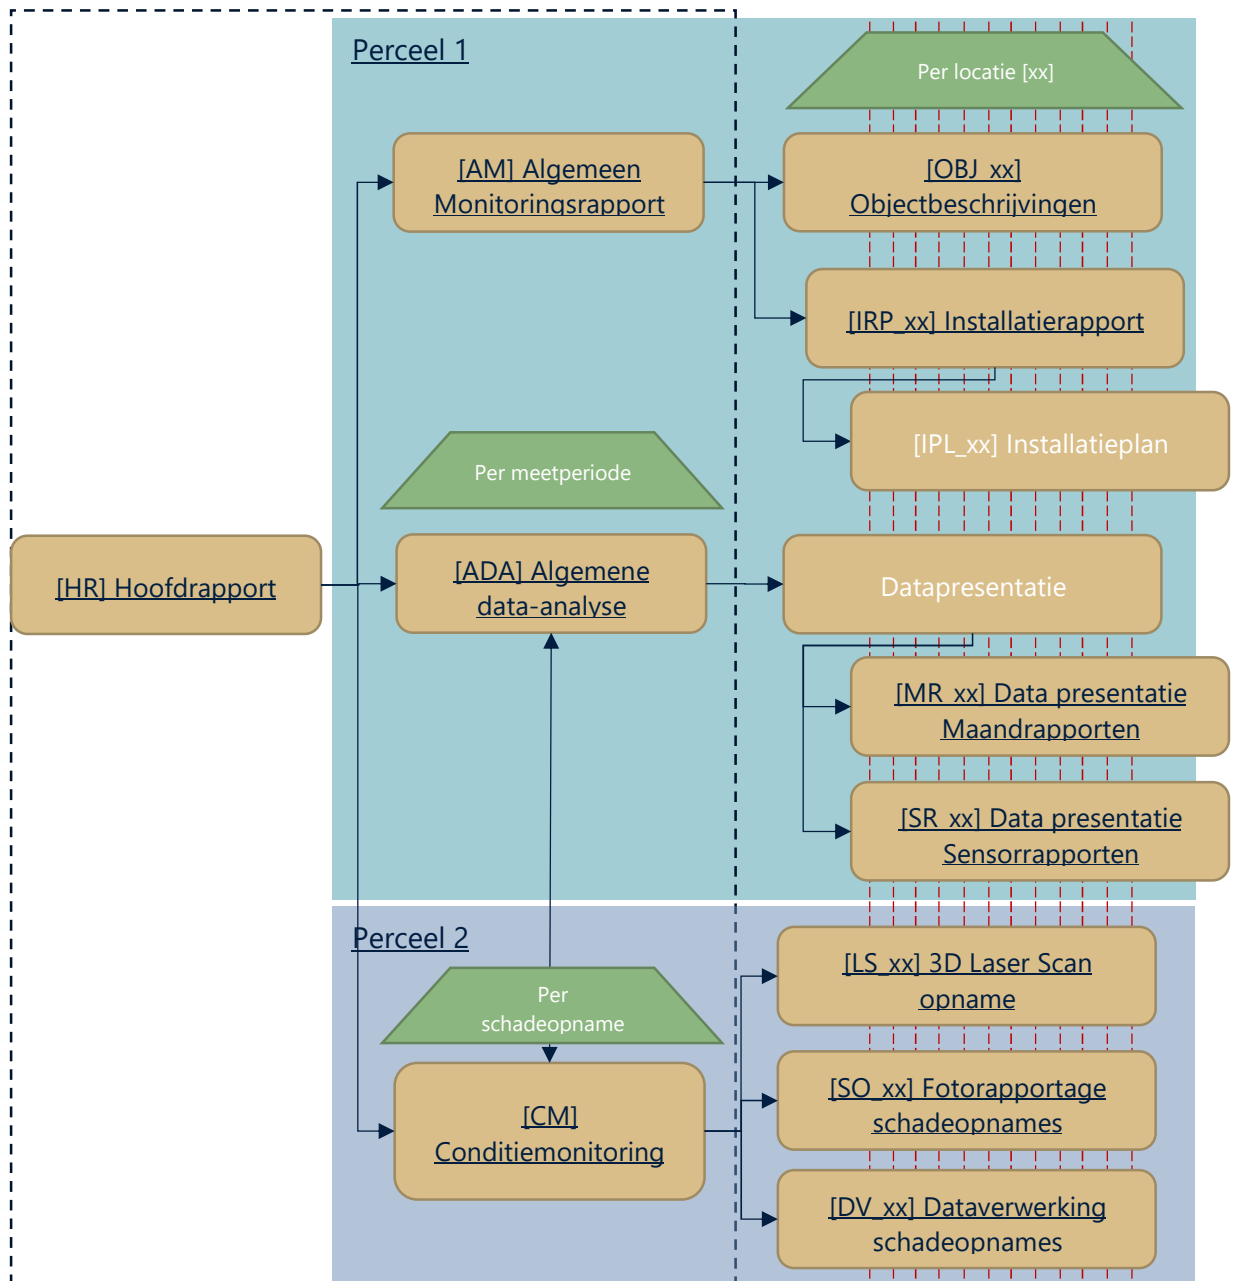 Perceel 1
Per locatie [xx]
[AM] Algemeen
Monitoringsrapport
[OBJ_xx]
Objectbeschrijvingen
[IRP_xx] Installatierapport
[IPL_xx] Installatieplan
Per meetperiode
[HR] Hoofdrapport
[ADA] Algemene
data-analyse
Datapresentatie
[MR_xx] Data presentatie
Maandrapporten
[SR_xx] Data presentatie
Sensorrapporten
Perceel 2
Per
schadeopname
[LS_xx] 3D Laser Scan
opname
[CM]
Conditiemonitoring
[SO_xx] Fotorapportage
schadeopnames
[DV_xx] Dataverwerking
schadeopnames